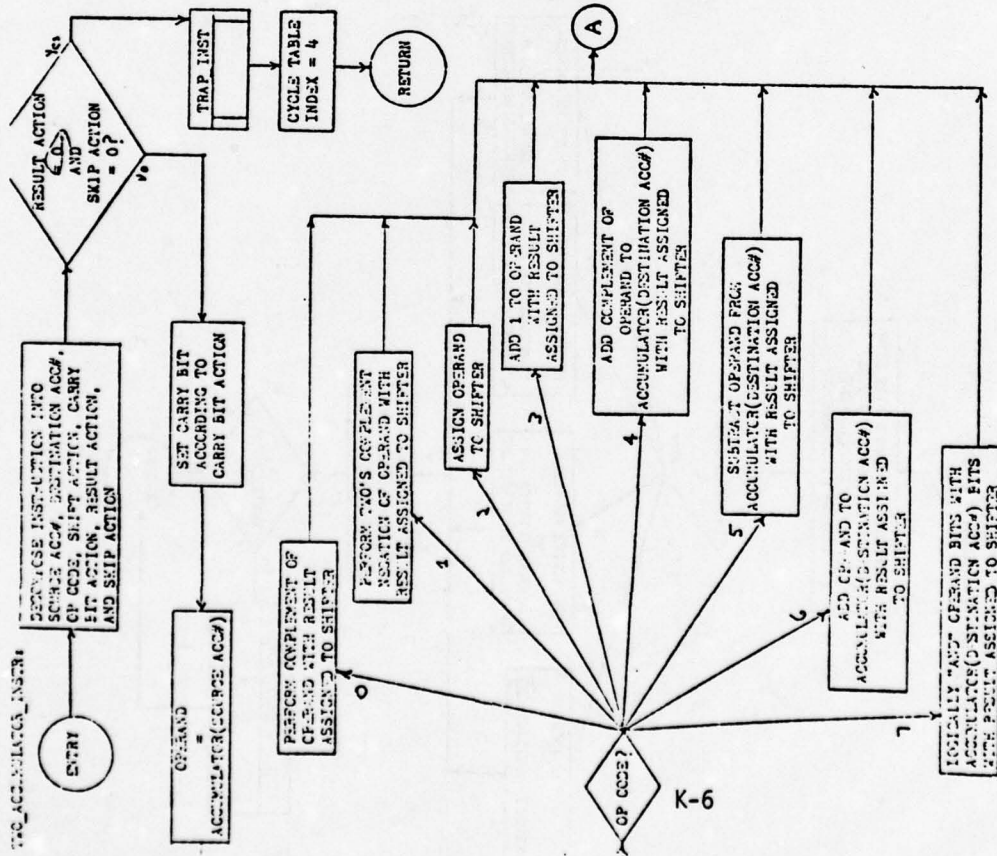 ENTRY
INSTRUCTION INTO
SOURCE ACC#, DESTINATION ACC#,
OP CODE, SHIFT ACTION, CARRY
BIT ACTION, RESULT ACTION,
AND SKIP ACTION
RESULT ACTION
AND
SKIP ACTION
= 0?
Yes
No
TRAP_INST
CYCLE TABLE
INDEX = 4
RETURN
SET CARRY BIT
ACCORDING TO
CARRY BIT ACTION
OPERAND
=
ACCUMULATOR(SOURCE ACC#)
OP CODE?
0
PERFORM COMPLEMENT OF
OPERAND WITH RESULT
ASSIGNED TO SHIFTER
1
PERFORM TWO'S COMPLEMENT
NEGATION OF OPERAND WITH
RESULT ASSIGNED TO SHIFTER
2
ASSIGN OPERAND
TO SHIFTER
3
ADD 1 TO OPERAND
WITH RESULT
ASSIGNED TO SHIFTER
4
ADD COMPLEMENT OF
OPERAND TO
ACCUMULATOR(DESTINATION ACC#)
WITH RESULT ASSIGNED
TO SHIFTER
5
OPERAND FROM
ACCUMULATOR(DESTINATION ACC#)
WITH RESULT ASSIGNED
TO SHIFTER
6
ADD OPERAND TO
ACCUMULATOR(DESTINATION ACC#)
WITH RESULT ASSIGNED
TO SHIFTER
7
LOGICALLY "AND" OPERAND BITS WITH
ACCUMULATOR(DESTINATION ACC#) BITS
WITH RESULT ASSIGNED TO SHIFTER
A
K-6